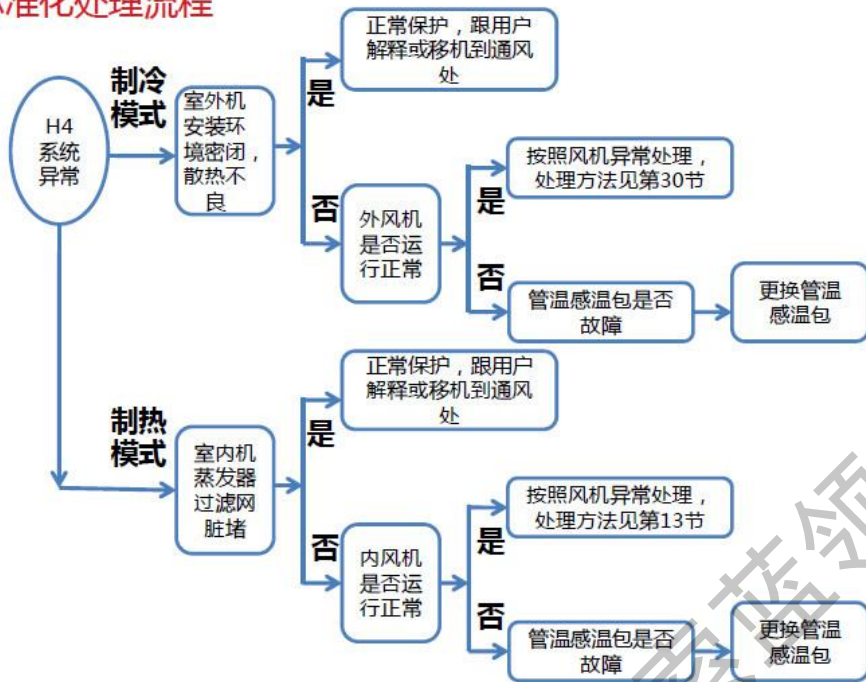 准化处理流程
H4
系统
异常
制冷
模式
室外机
安装环
境密闭，
散热不
良
是
正常保护，跟用户
解释或移机到通风
处
否
外风机
是否运
行正常
是
按照风机异常处理，
处理方法见第30节
否
管温感温包是否
故障
更换管温
感温包
制热
模式
室内机
蒸发器
过滤网
脏堵
是
正常保护，跟用户
解释或移机到通风
处
否
内风机
是否运
行正常
是
按照风机异常处理，
处理方法见第13节
否
管温感温包是否
故障
更换管温
感温包
蓝领